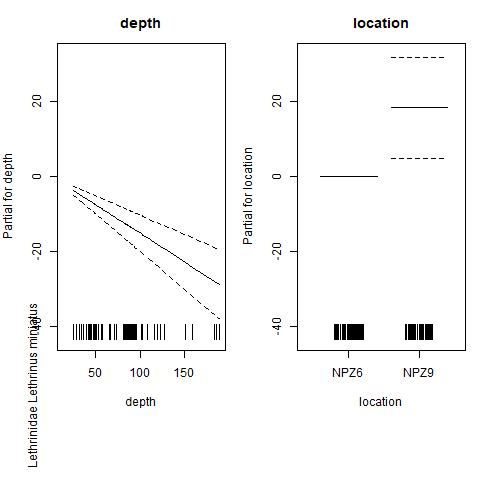 depth
Partial for depth
20
0
-20
-40
50
100
150
depth
Lethrinidae Lethrinus miniatus
location
Partial for location
20
0
-20
-40
NPZ6
NPZ9
location